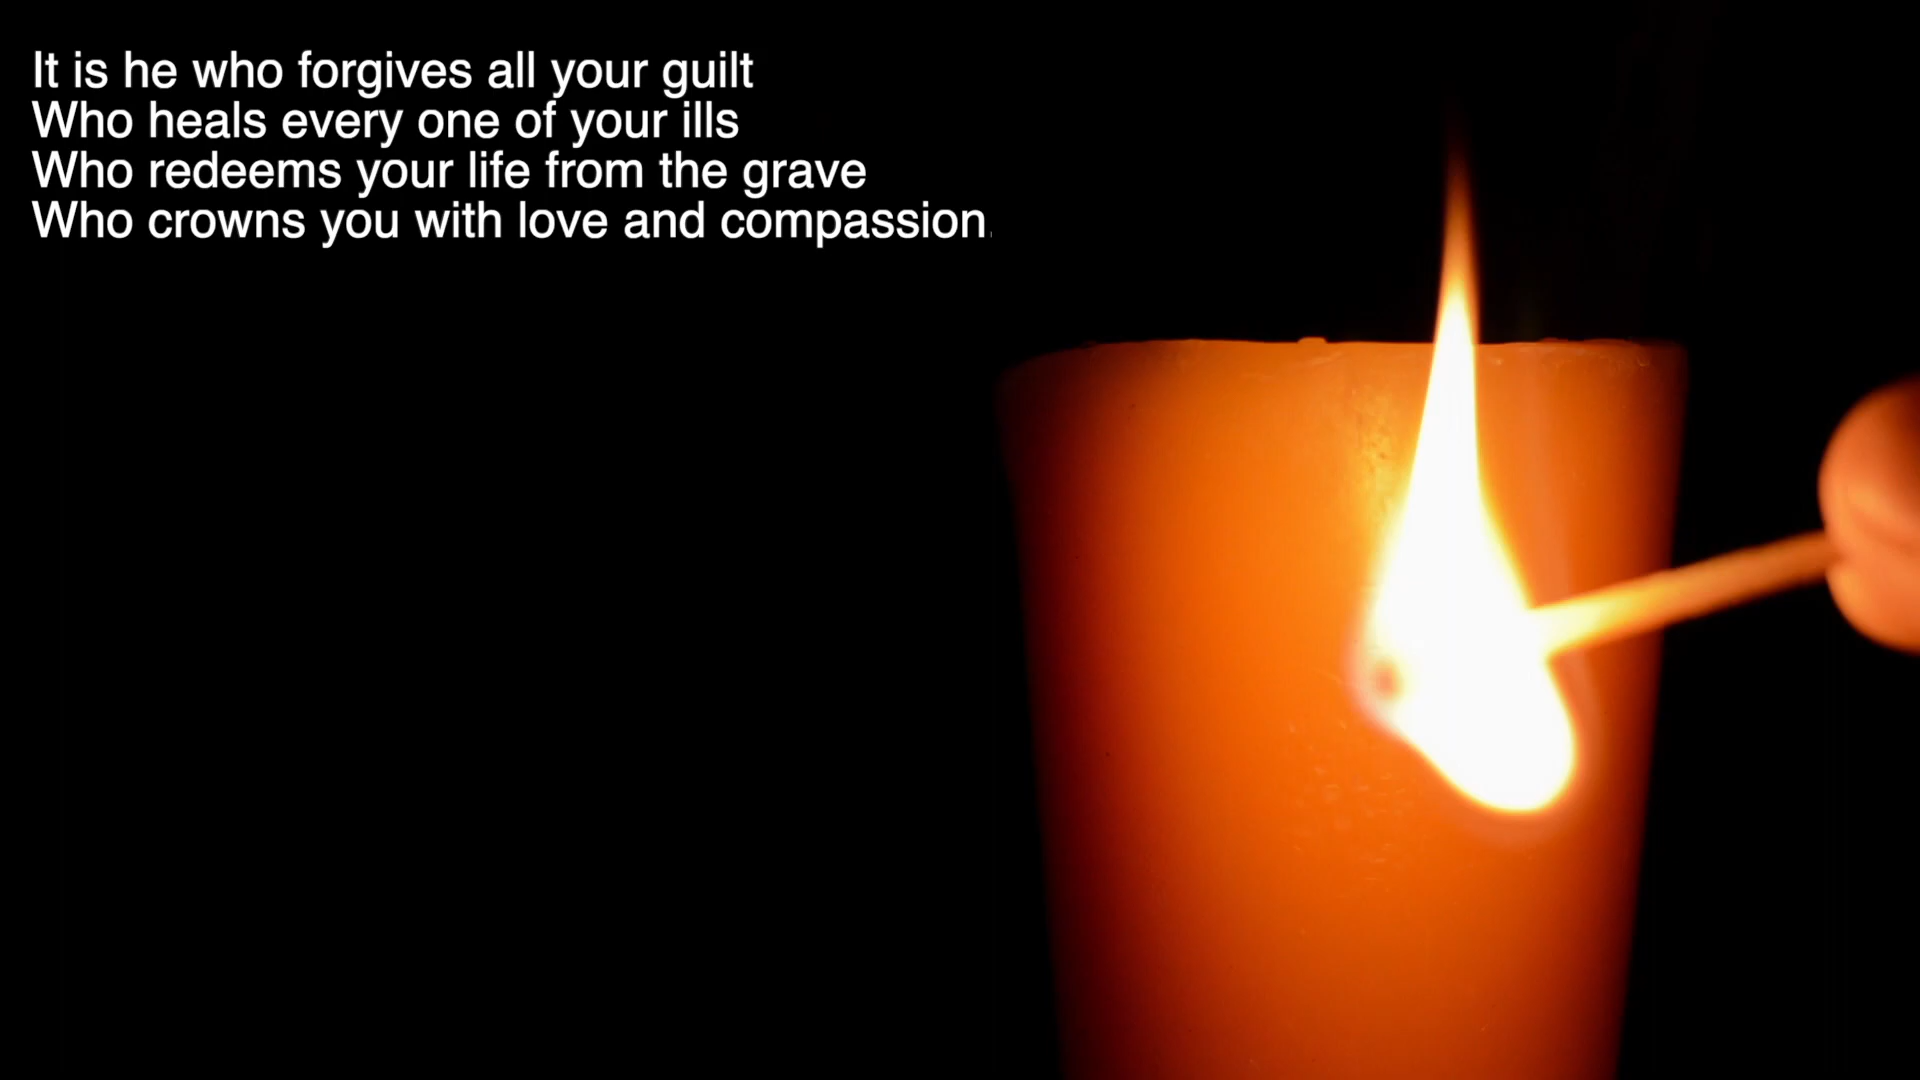 It is he who forgives all your guilt
Who heals every one of your ills
Who redeems your life from the grave
Who crowns you with love and compassion.